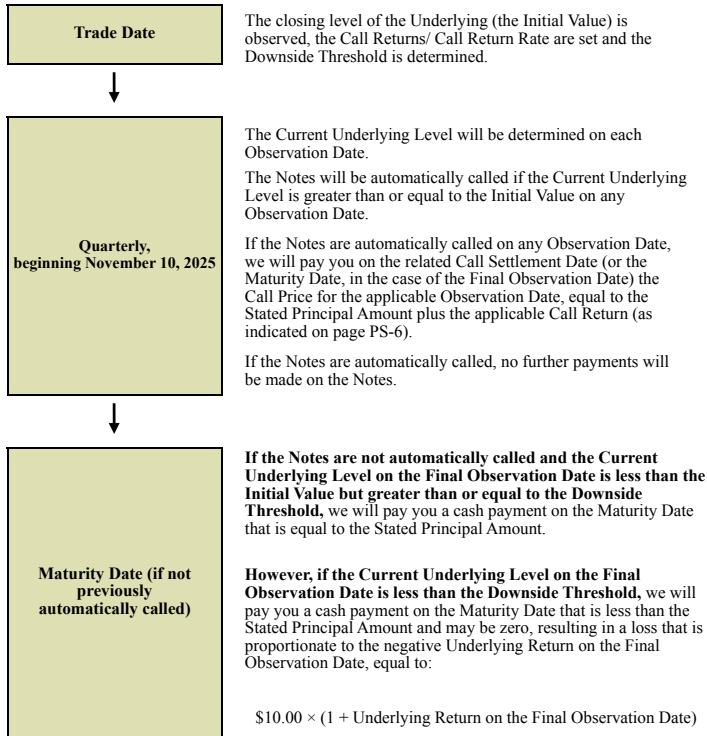 Trade Date
The closing level of the Underlying (the Initial Value) is
observed, the Call Returns/ Call Return Rate are set and the
Downside Threshold is determined.
Quarterly,
beginning November 10, 2025
The Current Underlying Level will be determined on each
Observation Date.
The Notes will be automatically called if the Current Underlying
Level is greater than or equal to the Initial Value on any
Observation Date.
If the Notes are automatically called on any Observation Date,
we will pay you on the related Call Settlement Date (or the
Maturity Date, in the case of the Final Observation Date) the
Call Price for the applicable Observation Date, equal to the
Stated Principal Amount plus the applicable Call Return (as
indicated on page PS-6).
If the Notes are automatically called, no further payments will
be made on the Notes.
Maturity Date (if not
previously
automatically called)
If the Notes are not automatically called and the Current
Underlying Level on the Final Observation Date is less than the
Initial Value but greater than or equal to the Downside
Threshold, we will pay you a cash payment on the Maturity Date
that is equal to the Stated Principal Amount.
However, if the Current Underlying Level on the Final
Observation Date is less than the Downside Threshold, we will
pay you a cash payment on the Maturity Date that is less than the
Stated Principal Amount and may be zero, resulting in a loss that is
proportionate to the negative Underlying Return on the Final
Observation Date, equal to:
$10.00 × (1 + Underlying Return on the Final Observation Date)